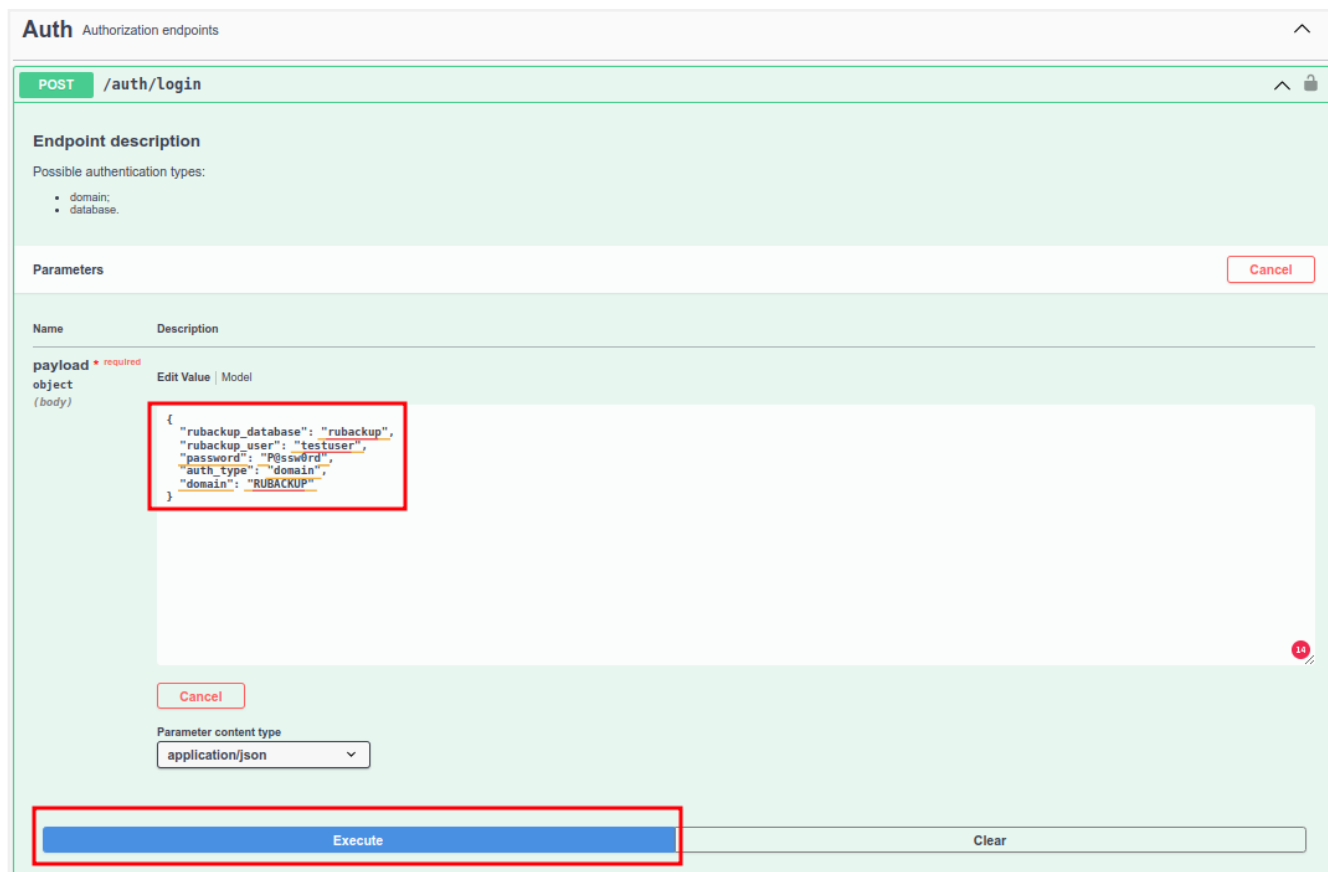 Auth Authorization endpoints
POST /auth/login
Endpoint description
Possible authentication types:
• domain;
• database.
Parameters
Cancel
Name Description
payload * required
object
(body)
Edit Value | Model
{
"rubackup_database": "rubackup",
"rubackup_user": "testuser",
"password": "P@ssw0rd",
"auth_type": "domain",
"domain": "RUBACKUP"
}
14
Cancel
Parameter content type
application/json
Execute Clear